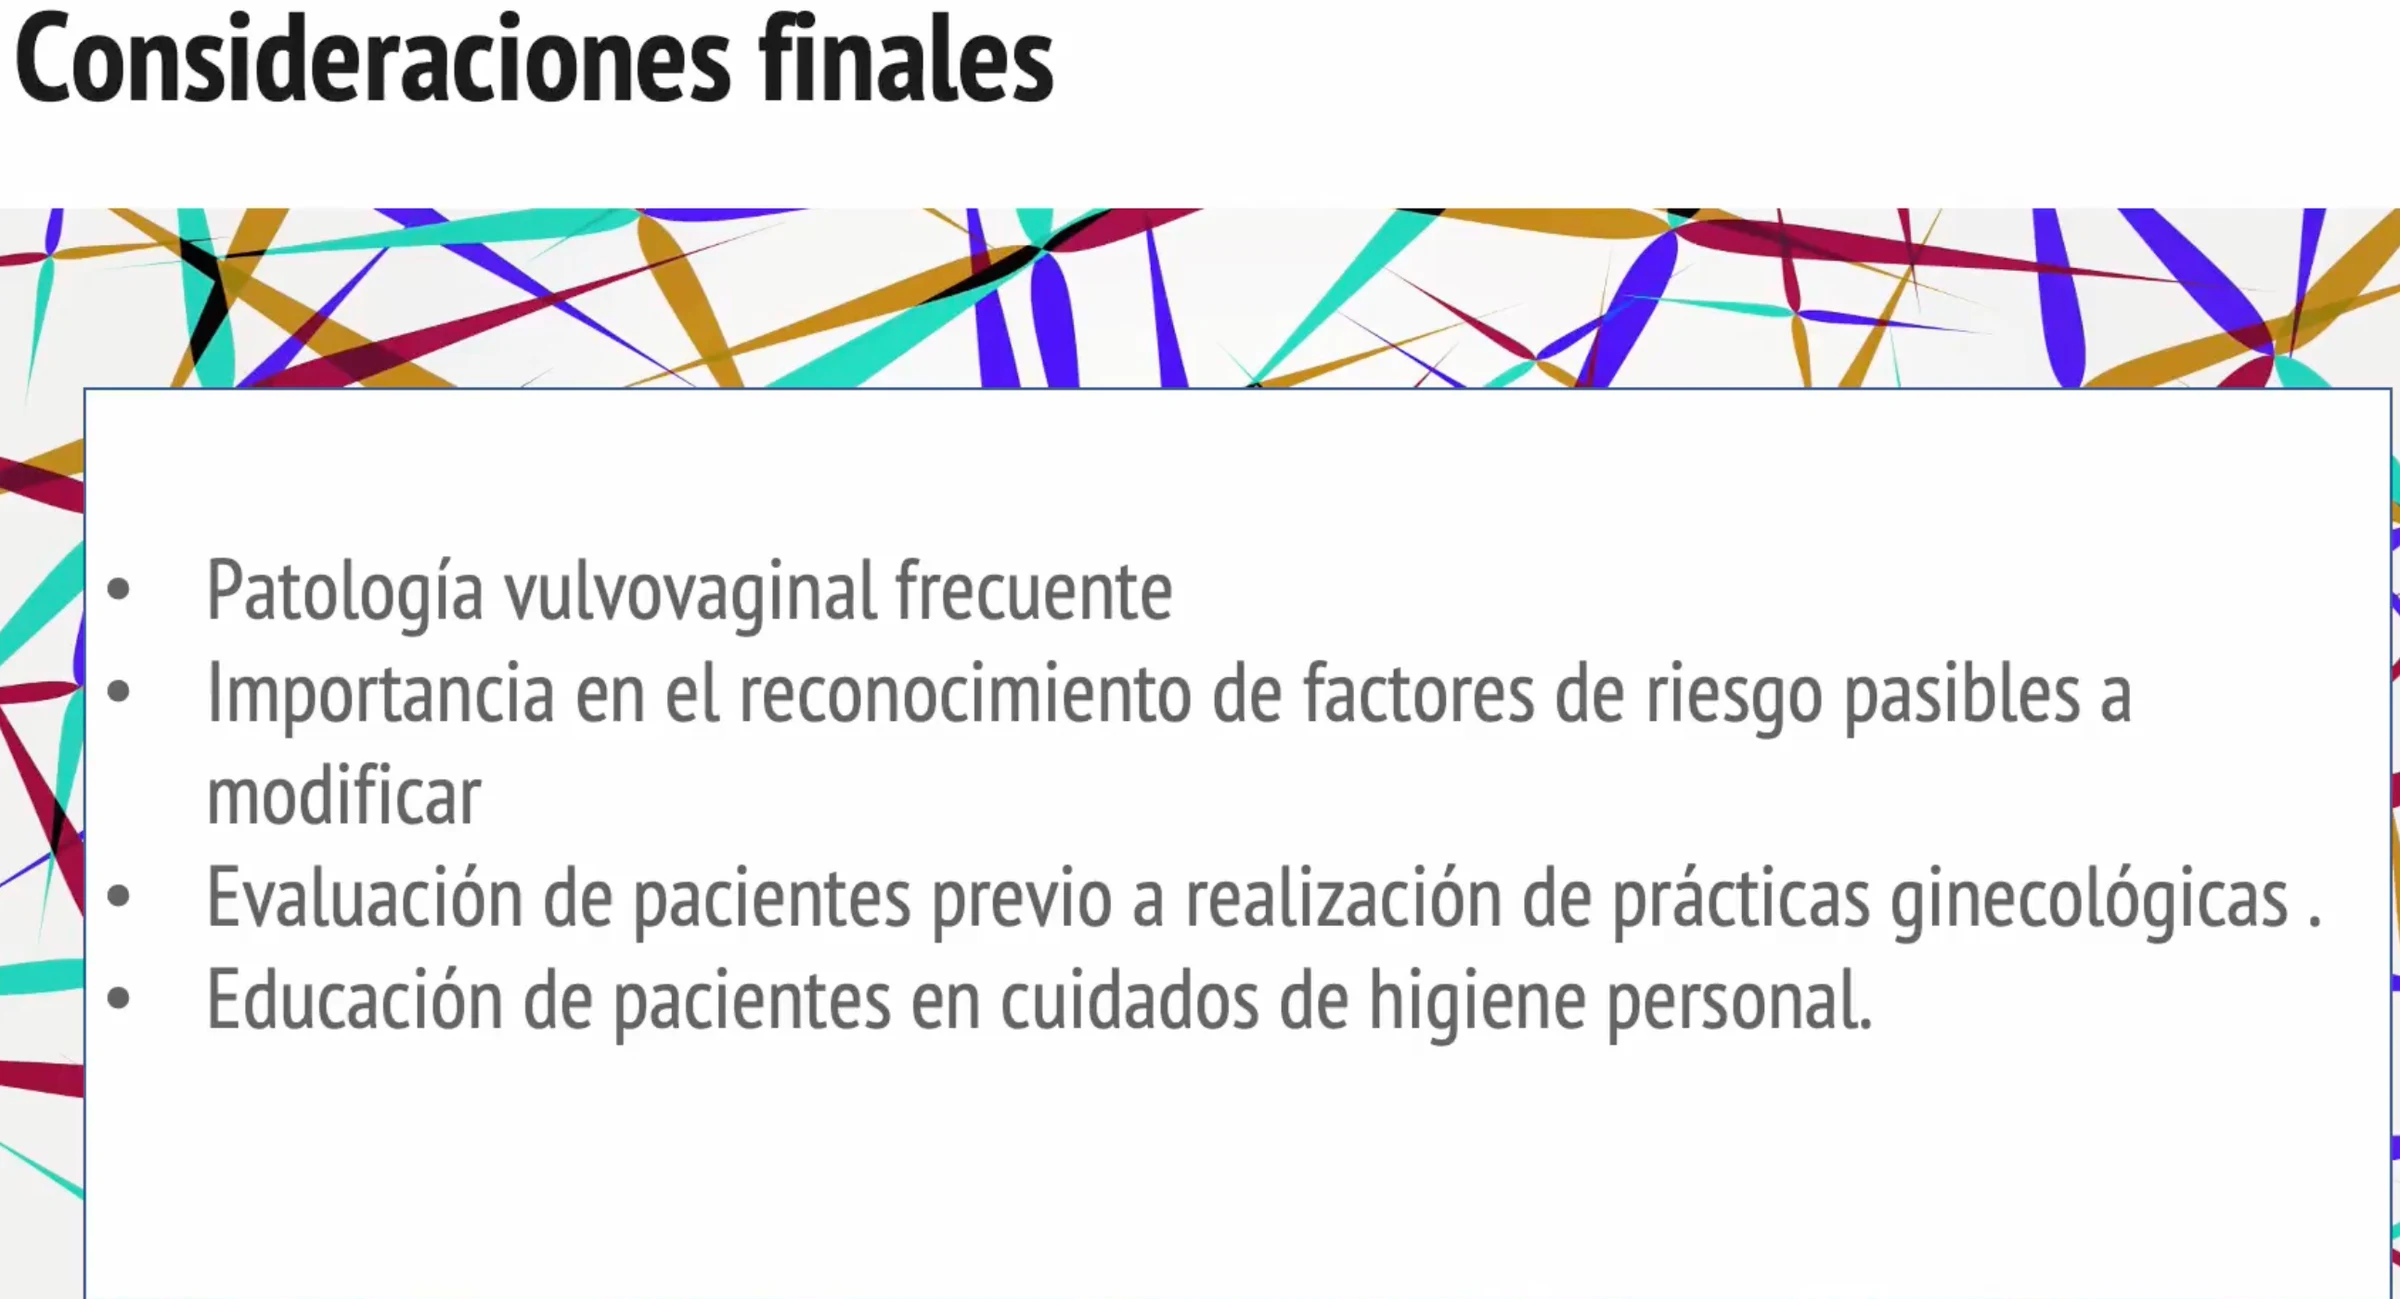 Consideraciones finales
• Patología vulvovaginal frecuente
• Importancia en el reconocimiento de factores de riesgo pasibles a
modificar
• Evaluación de pacientes previo a realización de prácticas ginecológicas .
• Educación de pacientes en cuidados de higiene personal.